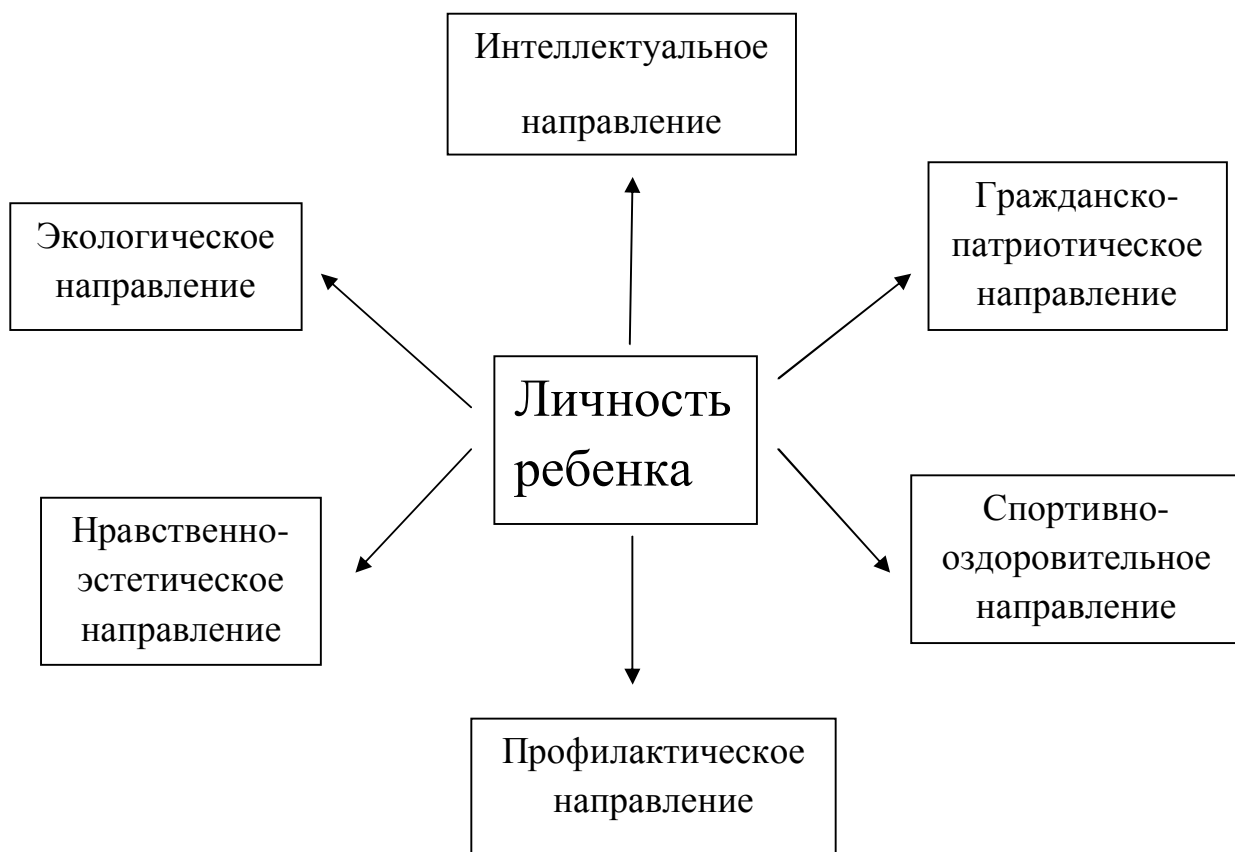 Интеллектуальное
направление
Гражданско-
патриотическое
направление
Экологическое
направление
Личность
ребенка
Спортивно-
оздоровительное
направление
Нравственно-
эстетическое
направление
Профилактическое
направление